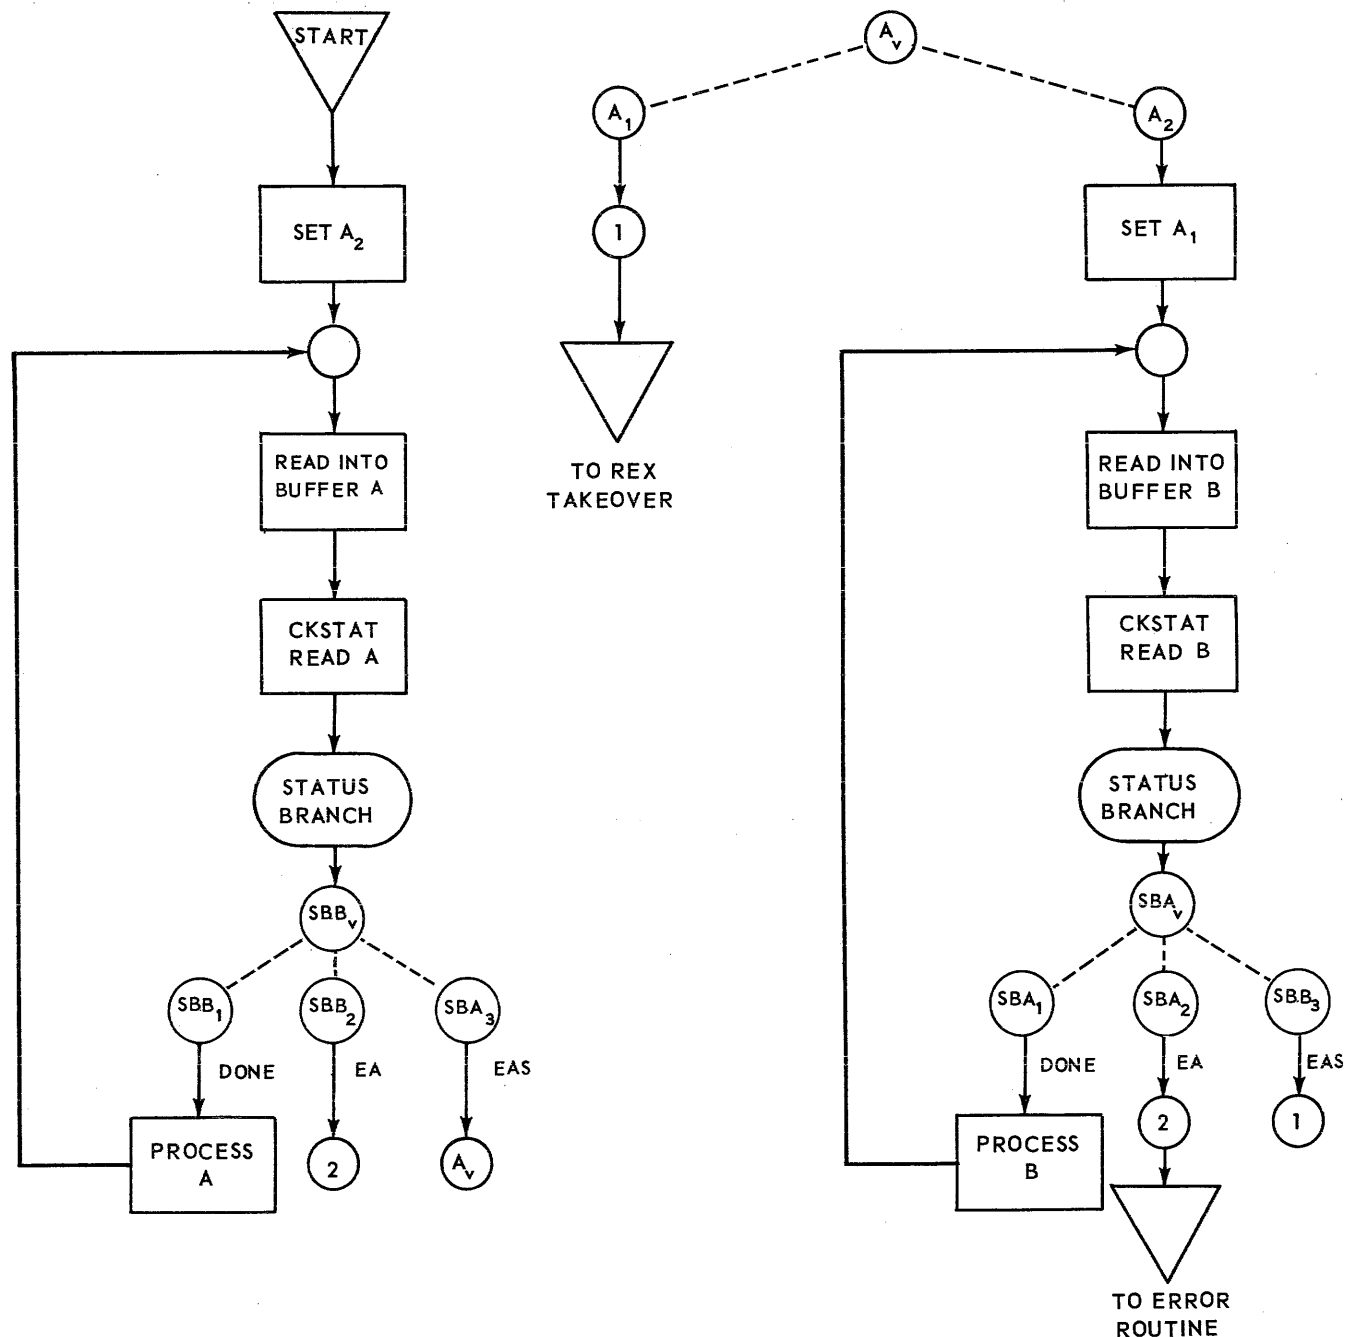 START
SET A2
READ INTO
BUFFER A
CKSTAT
READ A
STATUS
BRANCH
SBBv
SBB1
SBB2
SBA3
DONE
EA
EAS
PROCESS
A
2
Av
Av
A1
A2
1
TO REX
TAKEOVER
SET A1
READ INTO
BUFFER B
CKSTAT
READ B
STATUS
BRANCH
SBAv
SBA1
SBA2
SBB3
DONE
EA
EAS
PROCESS
B
2
1
TO ERROR
ROUTINE